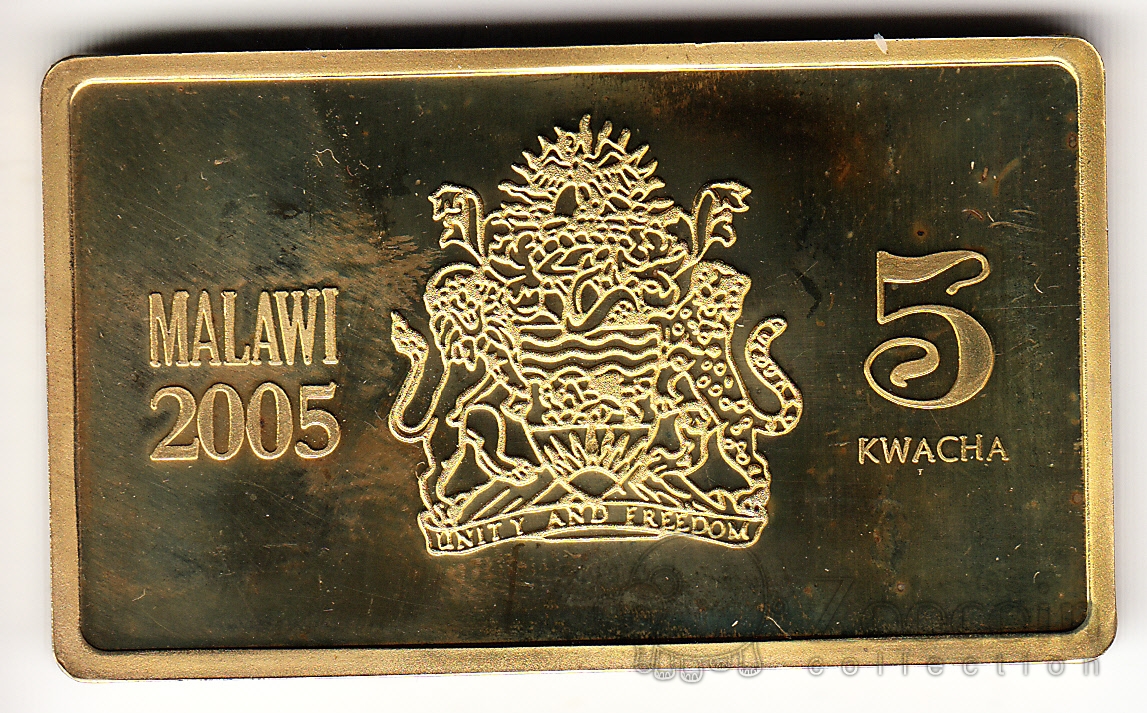 MALAWI
2005
UNITY AND FREEDOM
5
KWACHA
collection